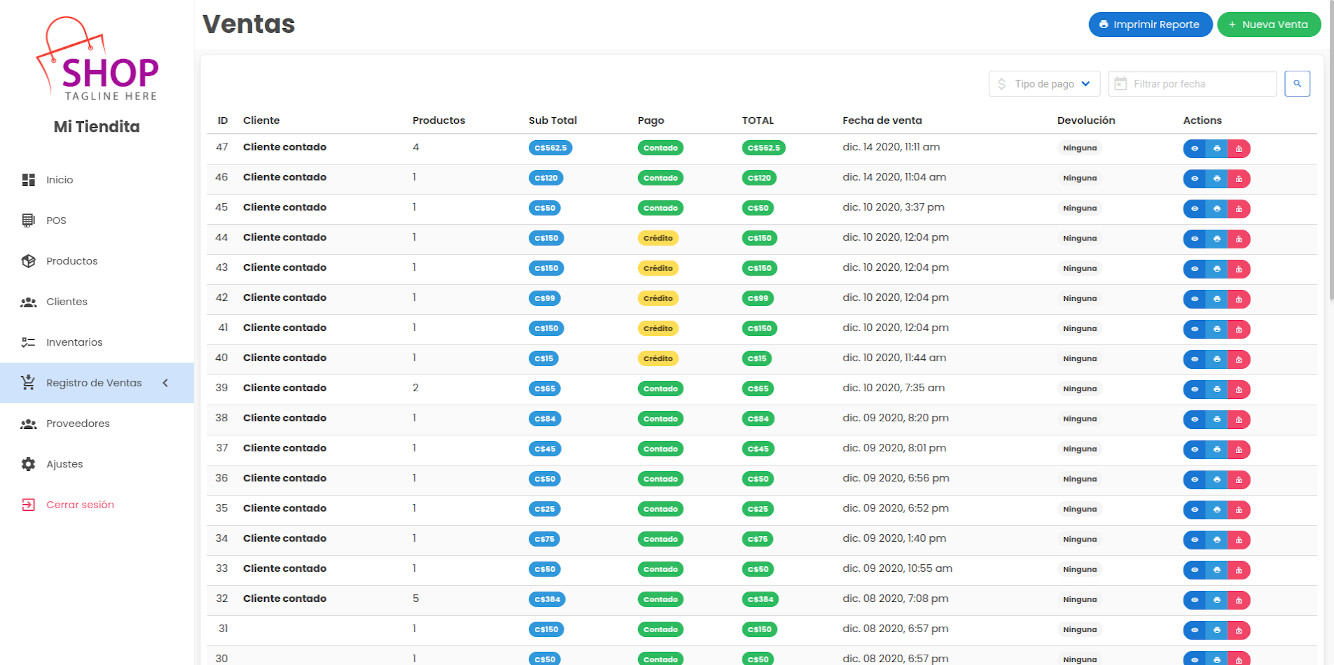 SHOP
TAGLINE HERE
Mi Tiendita
Inicio
POS
Productos
Clientes
Inventarios
Registro de Ventas
Proveedores
Ajustes
Cerrar sesión
Ventas
Imprimir Reporte
+ Nueva Venta
Tipo de pago
Filtrar por fecha
ID Cliente Productos Sub Total Pago TOTAL Fecha de venta Devolución Actions
47 Cliente contado 4 C$562.5 Contado C$562.5 dic. 14 2020, 11:11 am Ninguna
46 Cliente contado 1 C$120 Contado C$120 dic. 14 2020, 11:04 am Ninguna
45 Cliente contado 1 C$50 Contado C$50 dic. 10 2020, 3:37 pm Ninguna
44 Cliente contado 1 C$150 Crédito C$150 dic. 10 2020, 12:04 pm Ninguna
43 Cliente contado 1 C$150 Crédito C$150 dic. 10 2020, 12:04 pm Ninguna
42 Cliente contado 1 C$99 Crédito C$99 dic. 10 2020, 12:04 pm Ninguna
41 Cliente contado 1 C$150 Crédito C$150 dic. 10 2020, 12:04 pm Ninguna
40 Cliente contado 1 C$15 Crédito C$15 dic. 10 2020, 11:44 am Ninguna
39 Cliente contado 2 C$65 Contado C$65 dic. 10 2020, 7:35 am Ninguna
38 Cliente contado 1 C$84 Contado C$84 dic. 09 2020, 8:20 pm Ninguna
37 Cliente contado 1 C$45 Contado C$45 dic. 09 2020, 8:01 pm Ninguna
36 Cliente contado 1 C$50 Contado C$50 dic. 09 2020, 6:56 pm Ninguna
35 Cliente contado 1 C$25 Contado C$25 dic. 09 2020, 6:52 pm Ninguna
34 Cliente contado 1 C$75 Contado C$75 dic. 09 2020, 1:40 pm Ninguna
33 Cliente contado 1 C$50 Contado C$50 dic. 09 2020, 10:55 am Ninguna
32 Cliente contado 5 C$384 Contado C$384 dic. 08 2020, 7:08 pm Ninguna
31 1 C$150 Contado C$150 dic. 08 2020, 6:57 pm Ninguna
30 1 C$50 Contado C$50 dic. 08 2020, 6:57 pm Ninguna